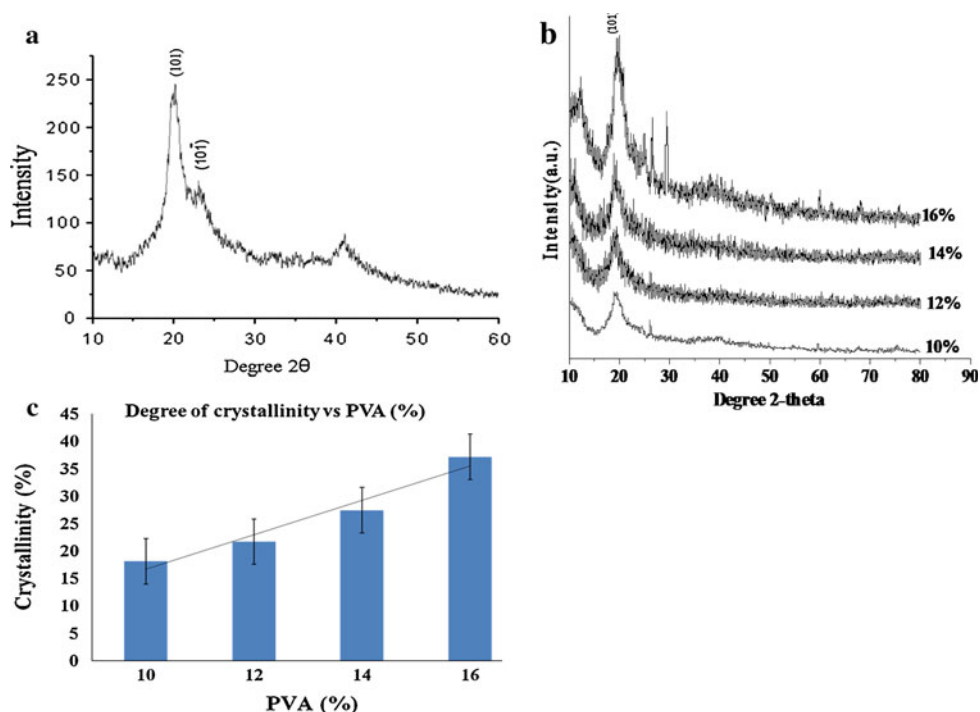 a
(101)
(10̄1)
250
200
150
100
50
0
Intensity
10 20 30 40 50 60
Degree 2θ
b
(101)
Intensity(a.u.)
16%
14%
12%
10%
10 20 30 40 50 60 70 80 90
Degree 2-theta
c
Degree of crystallinity vs PVA (%)
45
40
35
30
25
20
15
10
5
0
Crystallinity (%)
10 12 14 16
PVA (%)